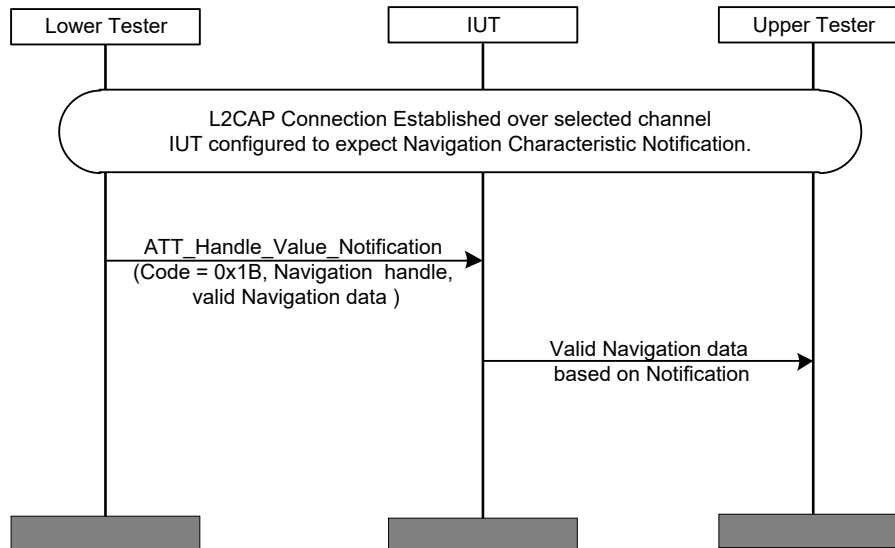 Lower Tester
IUT
Upper Tester
L2CAP Connection Established over selected channel
IUT configured to expect Navigation Characteristic Notification.
ATT_Handle_Value_Notification
(Code = 0x1B, Navigation handle,
valid Navigation data )
Valid Navigation data
based on Notification